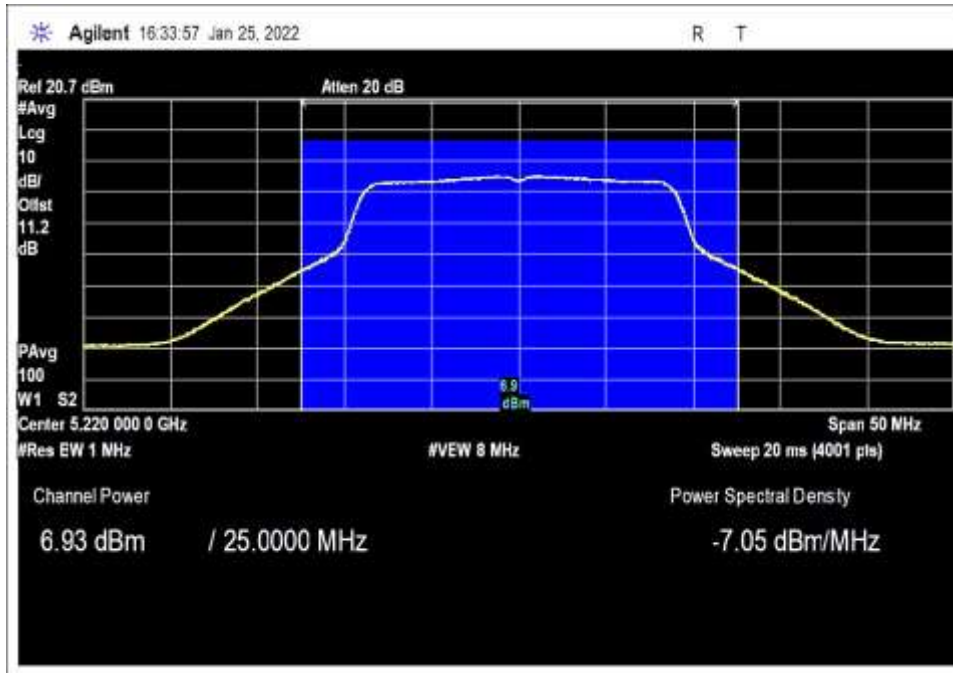 Agilent 16:33:57 Jan 25, 2022 R T
Ref 20.7 dBm Atten 20 dB
#Avg
Log
10
dB/
Offst
11.2
dB
PAvg
100
W1 S2
6.9
dBm
Center 5.220 000 0 GHz Span 50 MHz
#Res BW 1 MHz #VBW 8 MHz Sweep 20 ms (4001 pts)
Channel Power Power Spectral Density
6.93 dBm / 25.0000 MHz -7.05 dBm/MHz